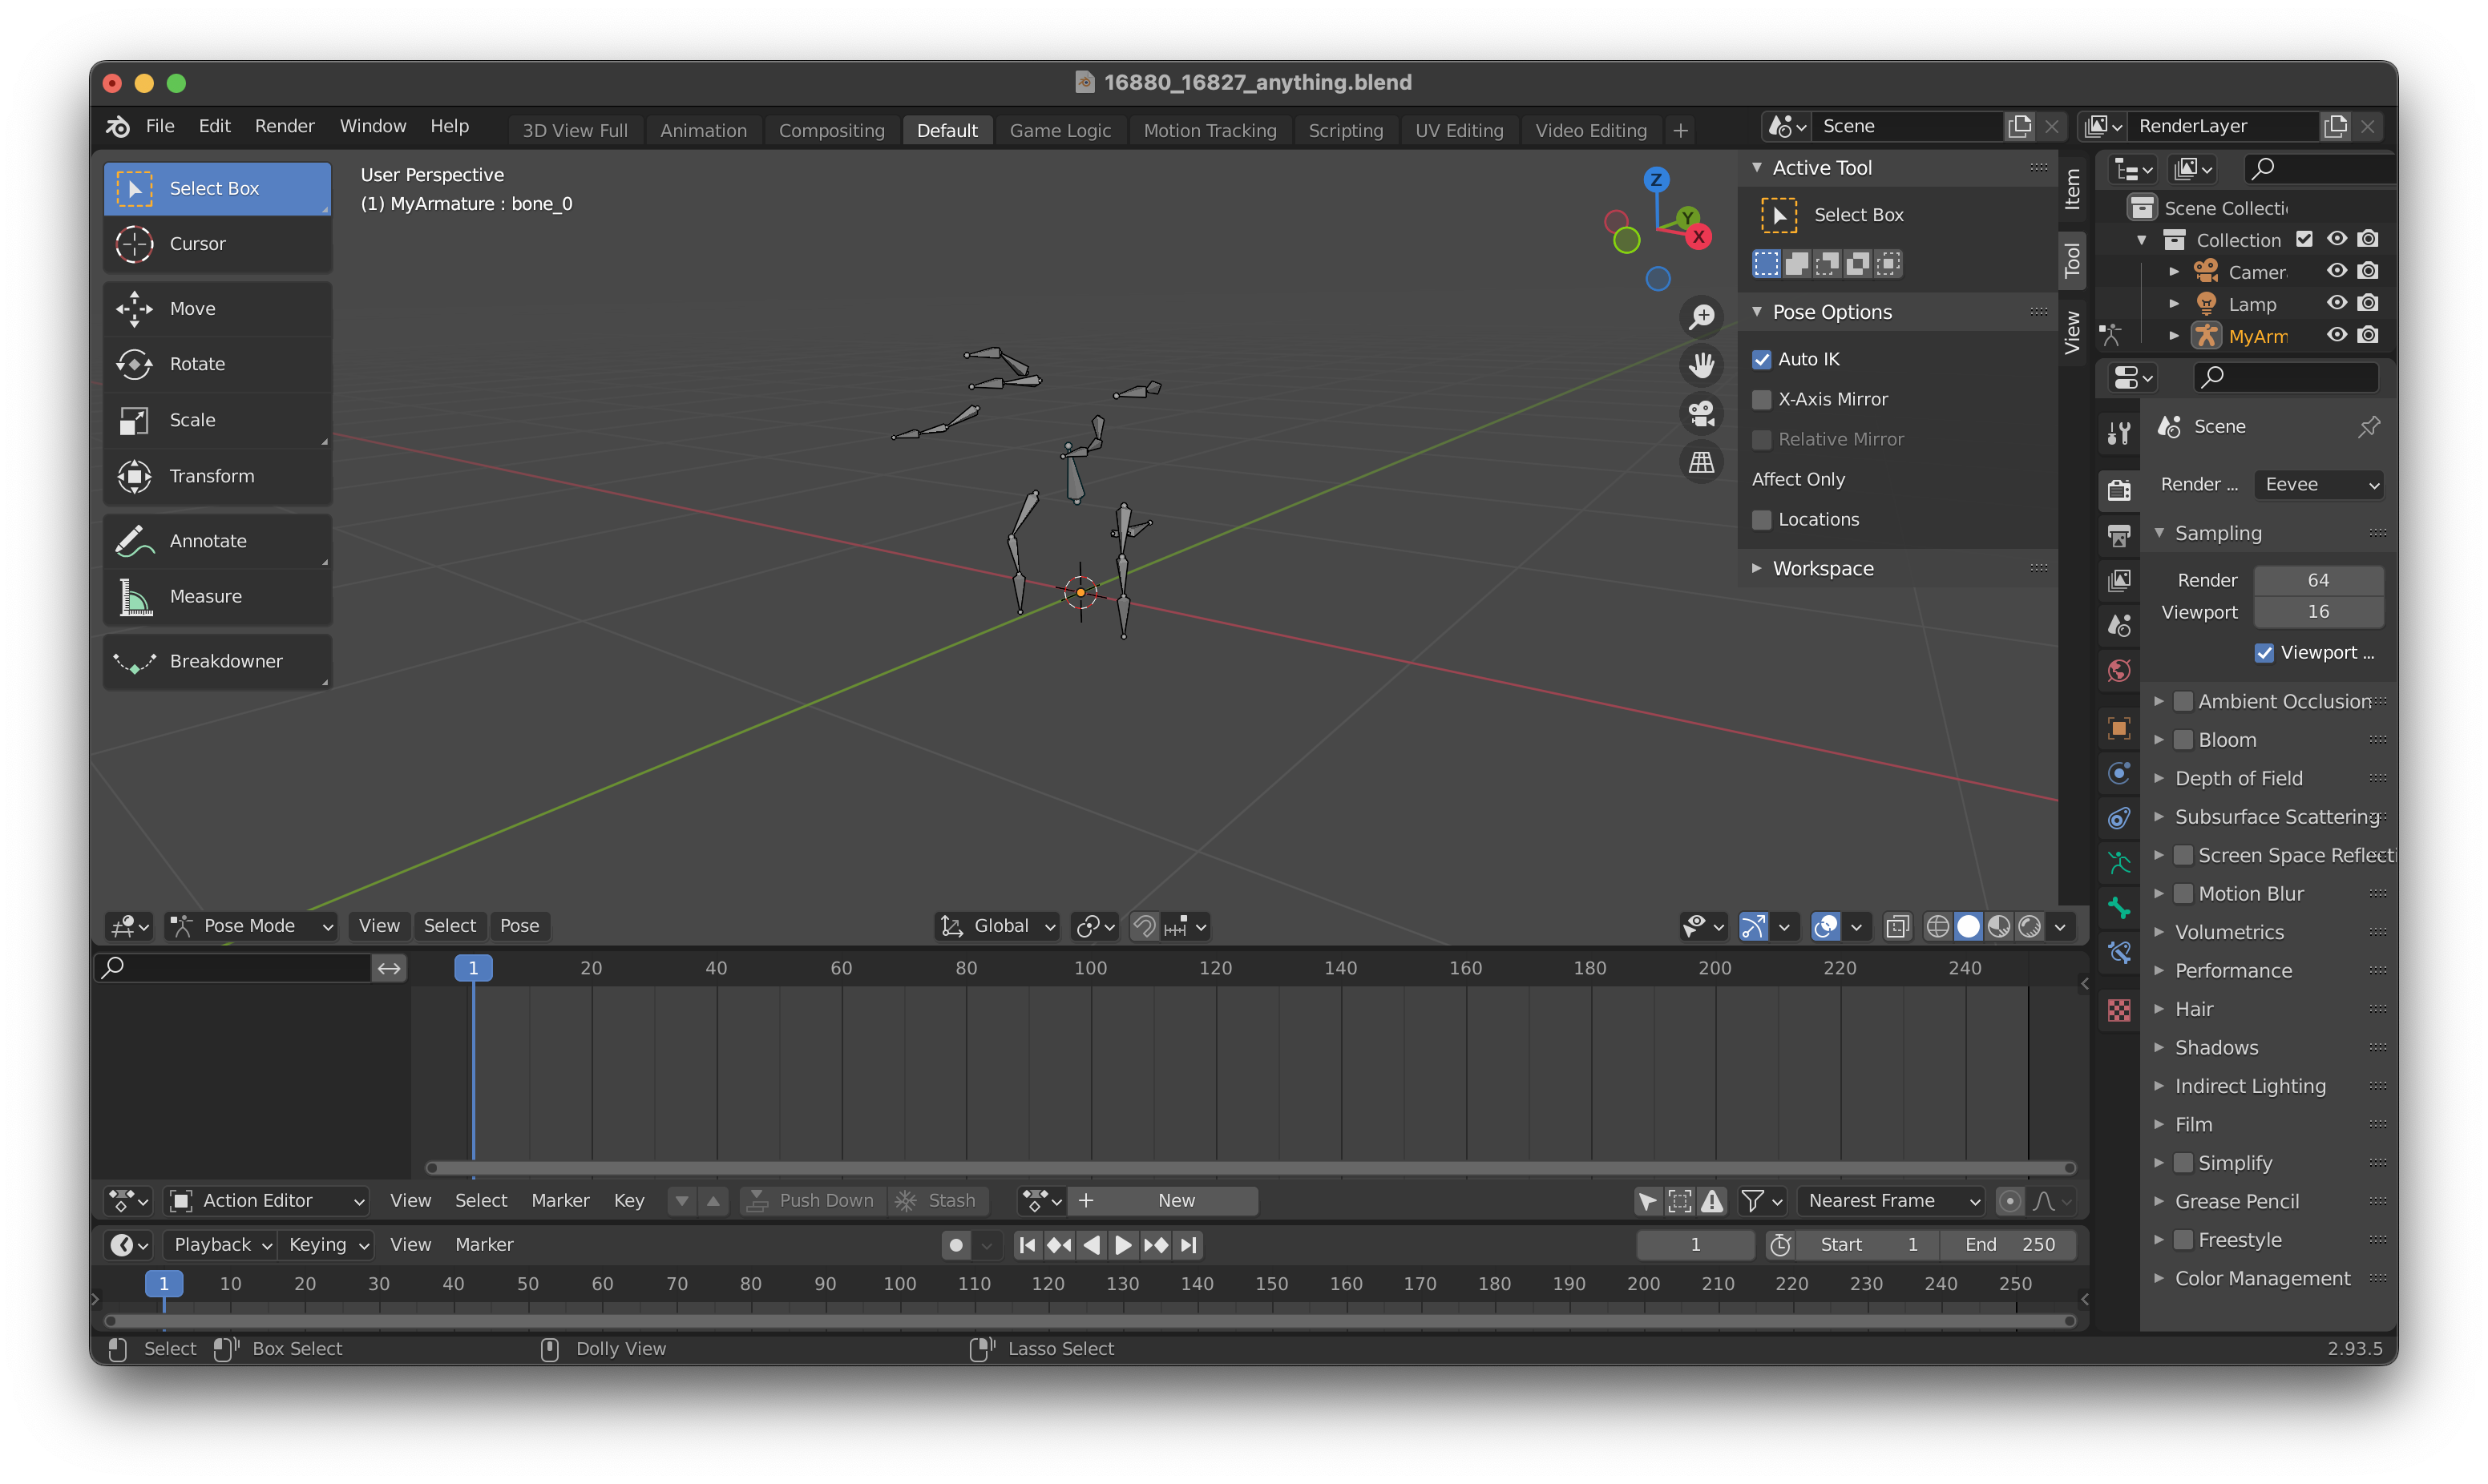 16880_16827_anything.blend
File Edit Render Window Help
3D View Full Animation Compositing Default Game Logic Motion Tracking Scripting UV Editing Video Editing +
Scene
RenderLayer
Select Box
Cursor
Move
Rotate
Scale
Transform
Annotate
Measure
Breakdowner
User Perspective
(1) MyArmature : bone_0
Z
Y
X
Active Tool
Select Box
Pose Options
Auto IK
X-Axis Mirror
Relative Mirror
Affect Only
Locations
Workspace
Item
Tool
View
Scene Collecti
Collection
Camer
Lamp
MyArm
Scene
Render ... Eevee
Sampling
Render 64
Viewport 16
Viewport ...
Ambient Occlusion
Bloom
Depth of Field
Subsurface Scattering
Screen Space Reflecti
Motion Blur
Volumetrics
Performance
Hair
Shadows
Indirect Lighting
Film
Simplify
Grease Pencil
Freestyle
Color Management
Pose Mode View Select Pose Global
1 20 40 60 80 100 120 140 160 180 200 220 240
Action Editor View Select Marker Key Push Down Stash + New Nearest Frame
Playback Keying View Marker 1 Start 1 End 250
1 10 20 30 40 50 60 70 80 90 100 110 120 130 140 150 160 170 180 190 200 210 220 230 240 250
Select Box Select Dolly View Lasso Select 2.93.5